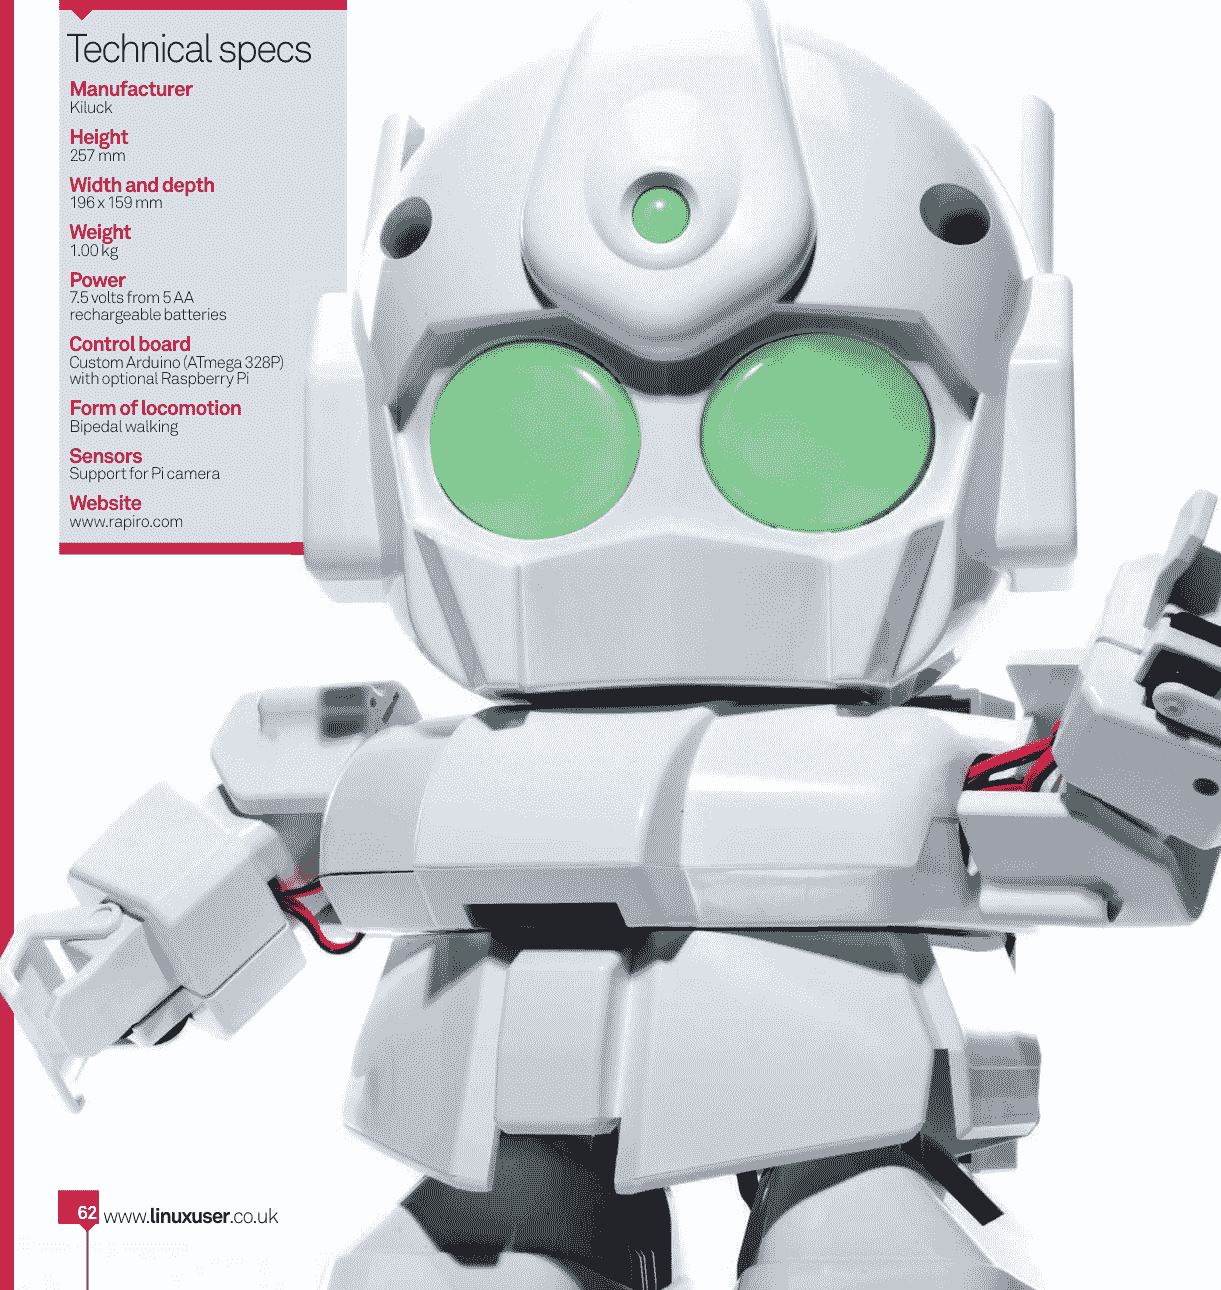 Technical specs
Manufacturer
Kiluck
Height
257 mm
Width and depth
196 x 159 mm
Weight
1.00 kg
Power
7.5 volts from 5 AA
rechargeable batteries
Control board
Custom Arduino (ATmega 328P)
with optional Raspberry Pi
Form of locomotion
Bipedal walking
Sensors
Support for Pi camera
Website
www.rapiro.com
62 www.linuxuser.co.uk